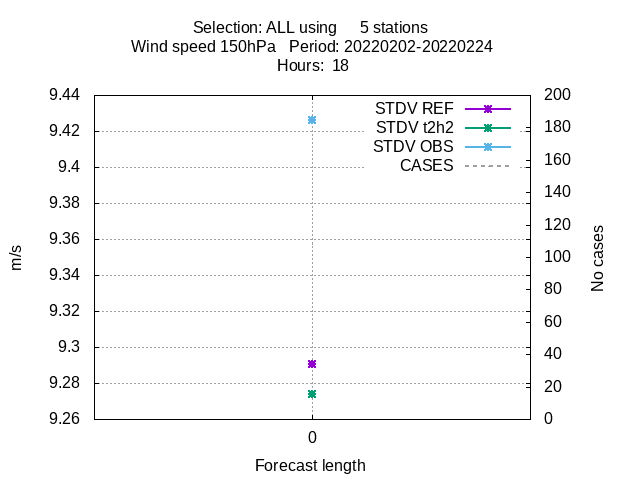 Selection: ALL using     5 stations
Wind speed 150hPa   Period: 20220202-20220224
Hours:  18
9.44
9.42
9.4
9.38
9.36
9.34
9.32
9.3
9.28
9.26
200
180
160
140
120
100
80
60
40
20
0
STDV REF
STDV t2h2
STDV OBS
CASES
m/s
No cases
0
Forecast length